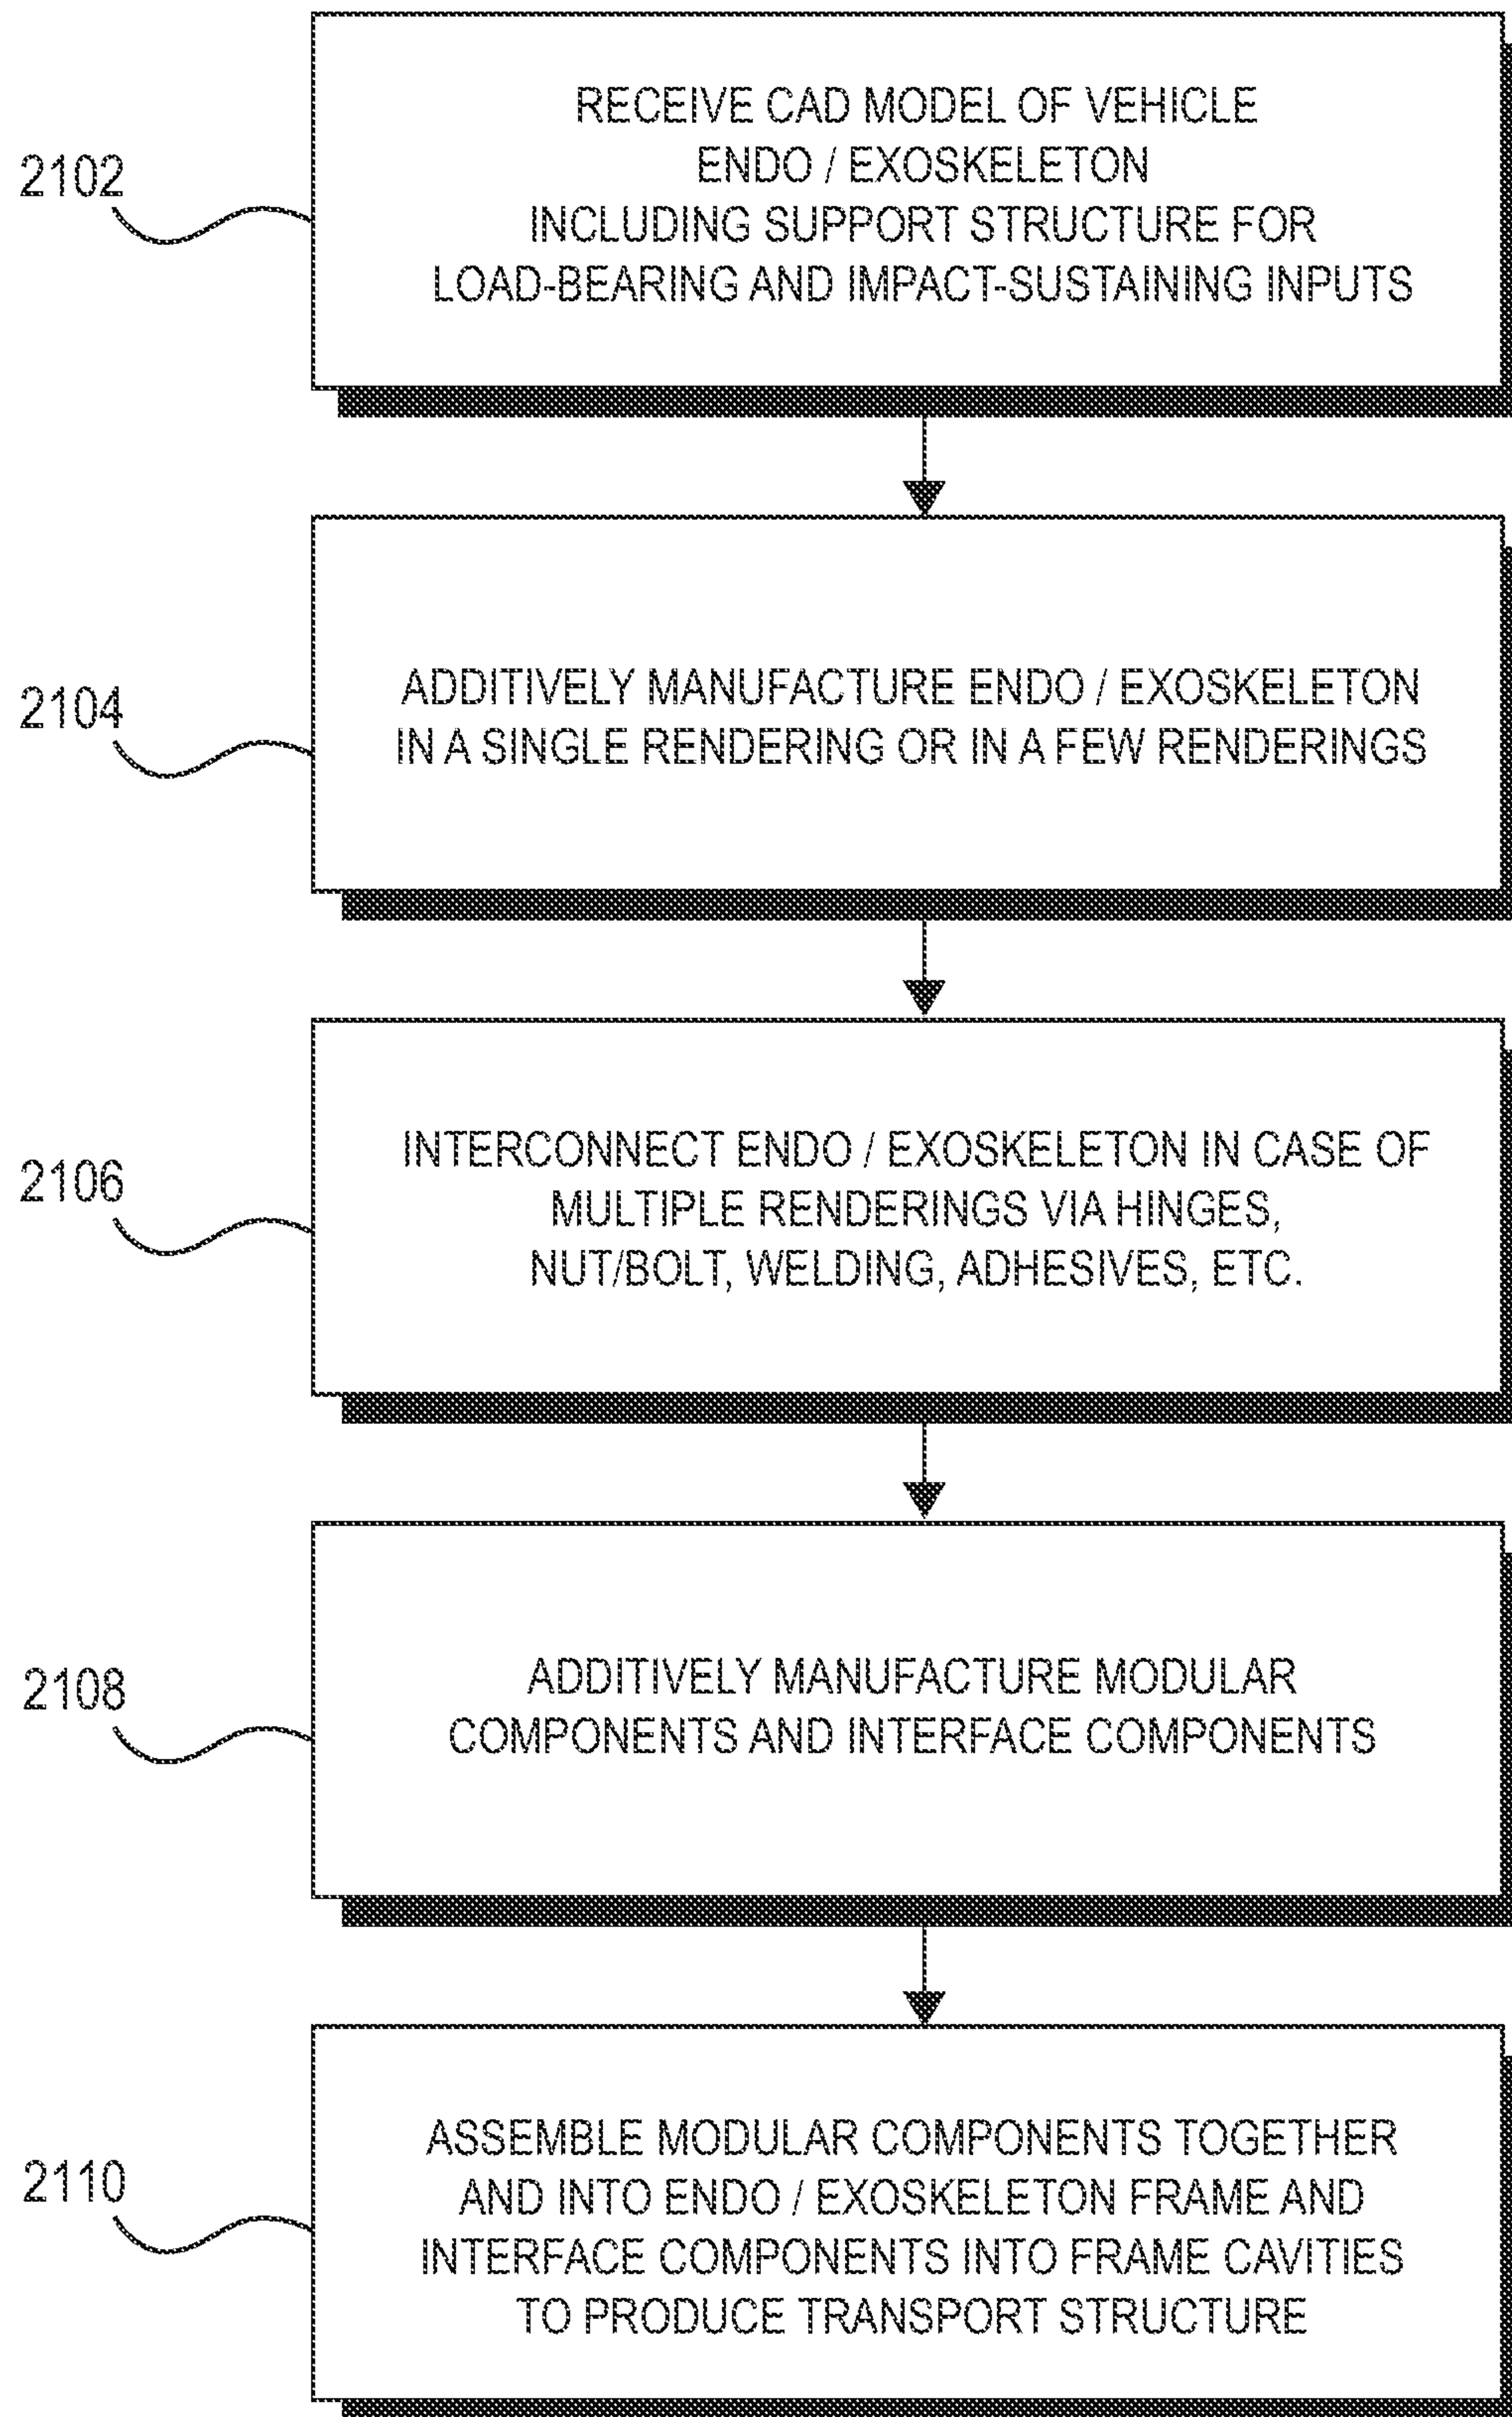 2102
RECEIVE CAD MODEL OF VEHICLE
ENDO / EXOSKELETON
INCLUDING SUPPORT STRUCTURE FOR
LOAD-BEARING AND IMPACT-SUSTAINING INPUTS
2104
ADDITIVELY MANUFACTURE ENDO / EXOSKELETON
IN A SINGLE RENDERING OR IN A FEW RENDERINGS
2106
INTERCONNECT ENDO / EXOSKELETON IN CASE OF
MULTIPLE RENDERINGS VIA HINGES,
NUT/BOLT, WELDING, ADHESIVES, ETC.
2108
ADDITIVELY MANUFACTURE MODULAR
COMPONENTS AND INTERFACE COMPONENTS
2110
ASSEMBLE MODULAR COMPONENTS TOGETHER
AND INTO ENDO / EXOSKELETON FRAME AND
INTERFACE COMPONENTS INTO FRAME CAVITIES
TO PRODUCE TRANSPORT STRUCTURE